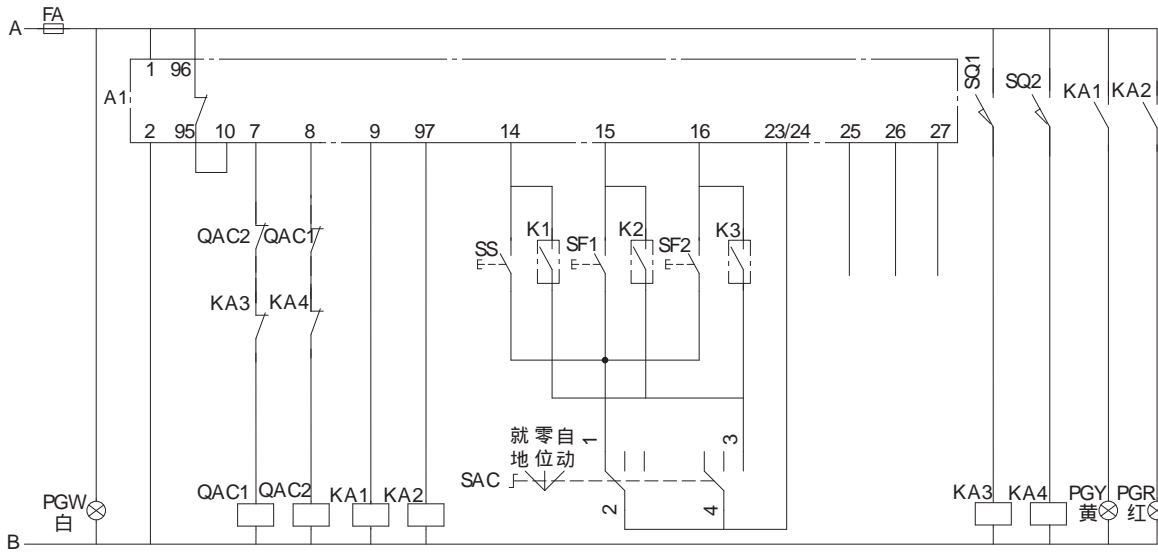 FA
A
1 96
A1
2 95 10 7 8 9 97 14 15 16 23/24 25 26 27
SQ1 SQ2 KA1 KA2
QAC2 QAC1
SS K1 SF1 K2 SF2 K3
KA3 KA4
就 零 自
地 位 动
1 3
SAC
2 4
PGW
白
QAC1 QAC2 KA1 KA2
KA3 KA4 PGY PGR
黄 红
B